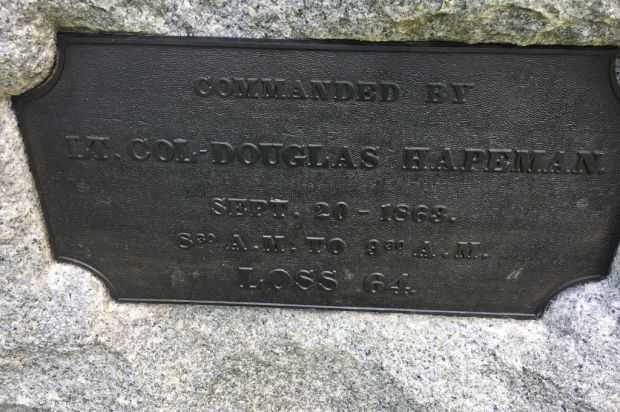 COMMANDED BY
LT. COL. DOUGLAS HAPEMAN.
SEPT. 20 - 1863.
8³⁰ A.M. TO 9³⁰ A.M.
LOSS 64.